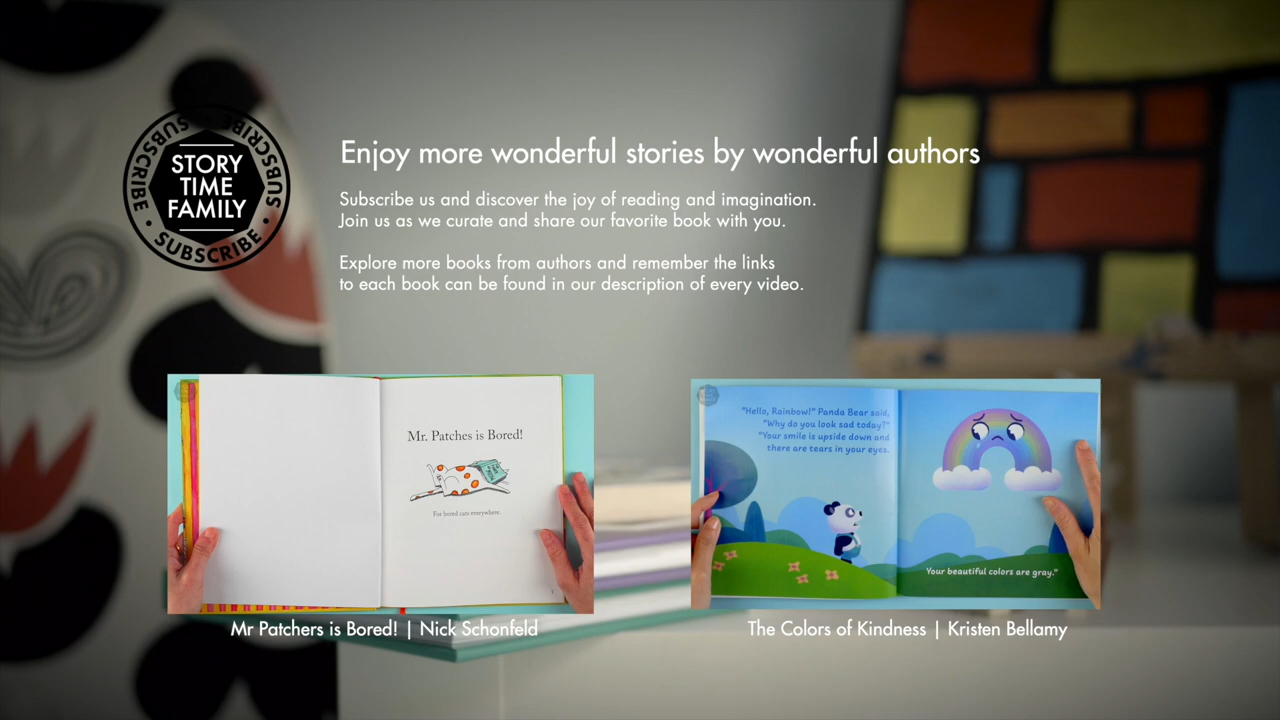 SUBSCRIBE
SUBSCRIBE
STORY
TIME
FAMILY
SUBSCRIBE
SUBSCRIBE
SUBSCRIBE
Enjoy more wonderful stories by wonderful authors
Subscribe us and discover the joy of reading and imagination.
Join us as we curate and share our favorite book with you.
Explore more books from authors and remember the links
to each book can be found in our description of every video.
Mr. Patches is Bored!
For bored cats everywhere.
"Hello, Rainbow!" Panda Bear said,
"Why do you look sad today?"
"Your smile is upside down and
there are tears in your eyes.
Your beautiful colors are gray."
Mr Patchers is Bored! | Nick Schonfeld
The Colors of Kindness | Kristen Bellamy